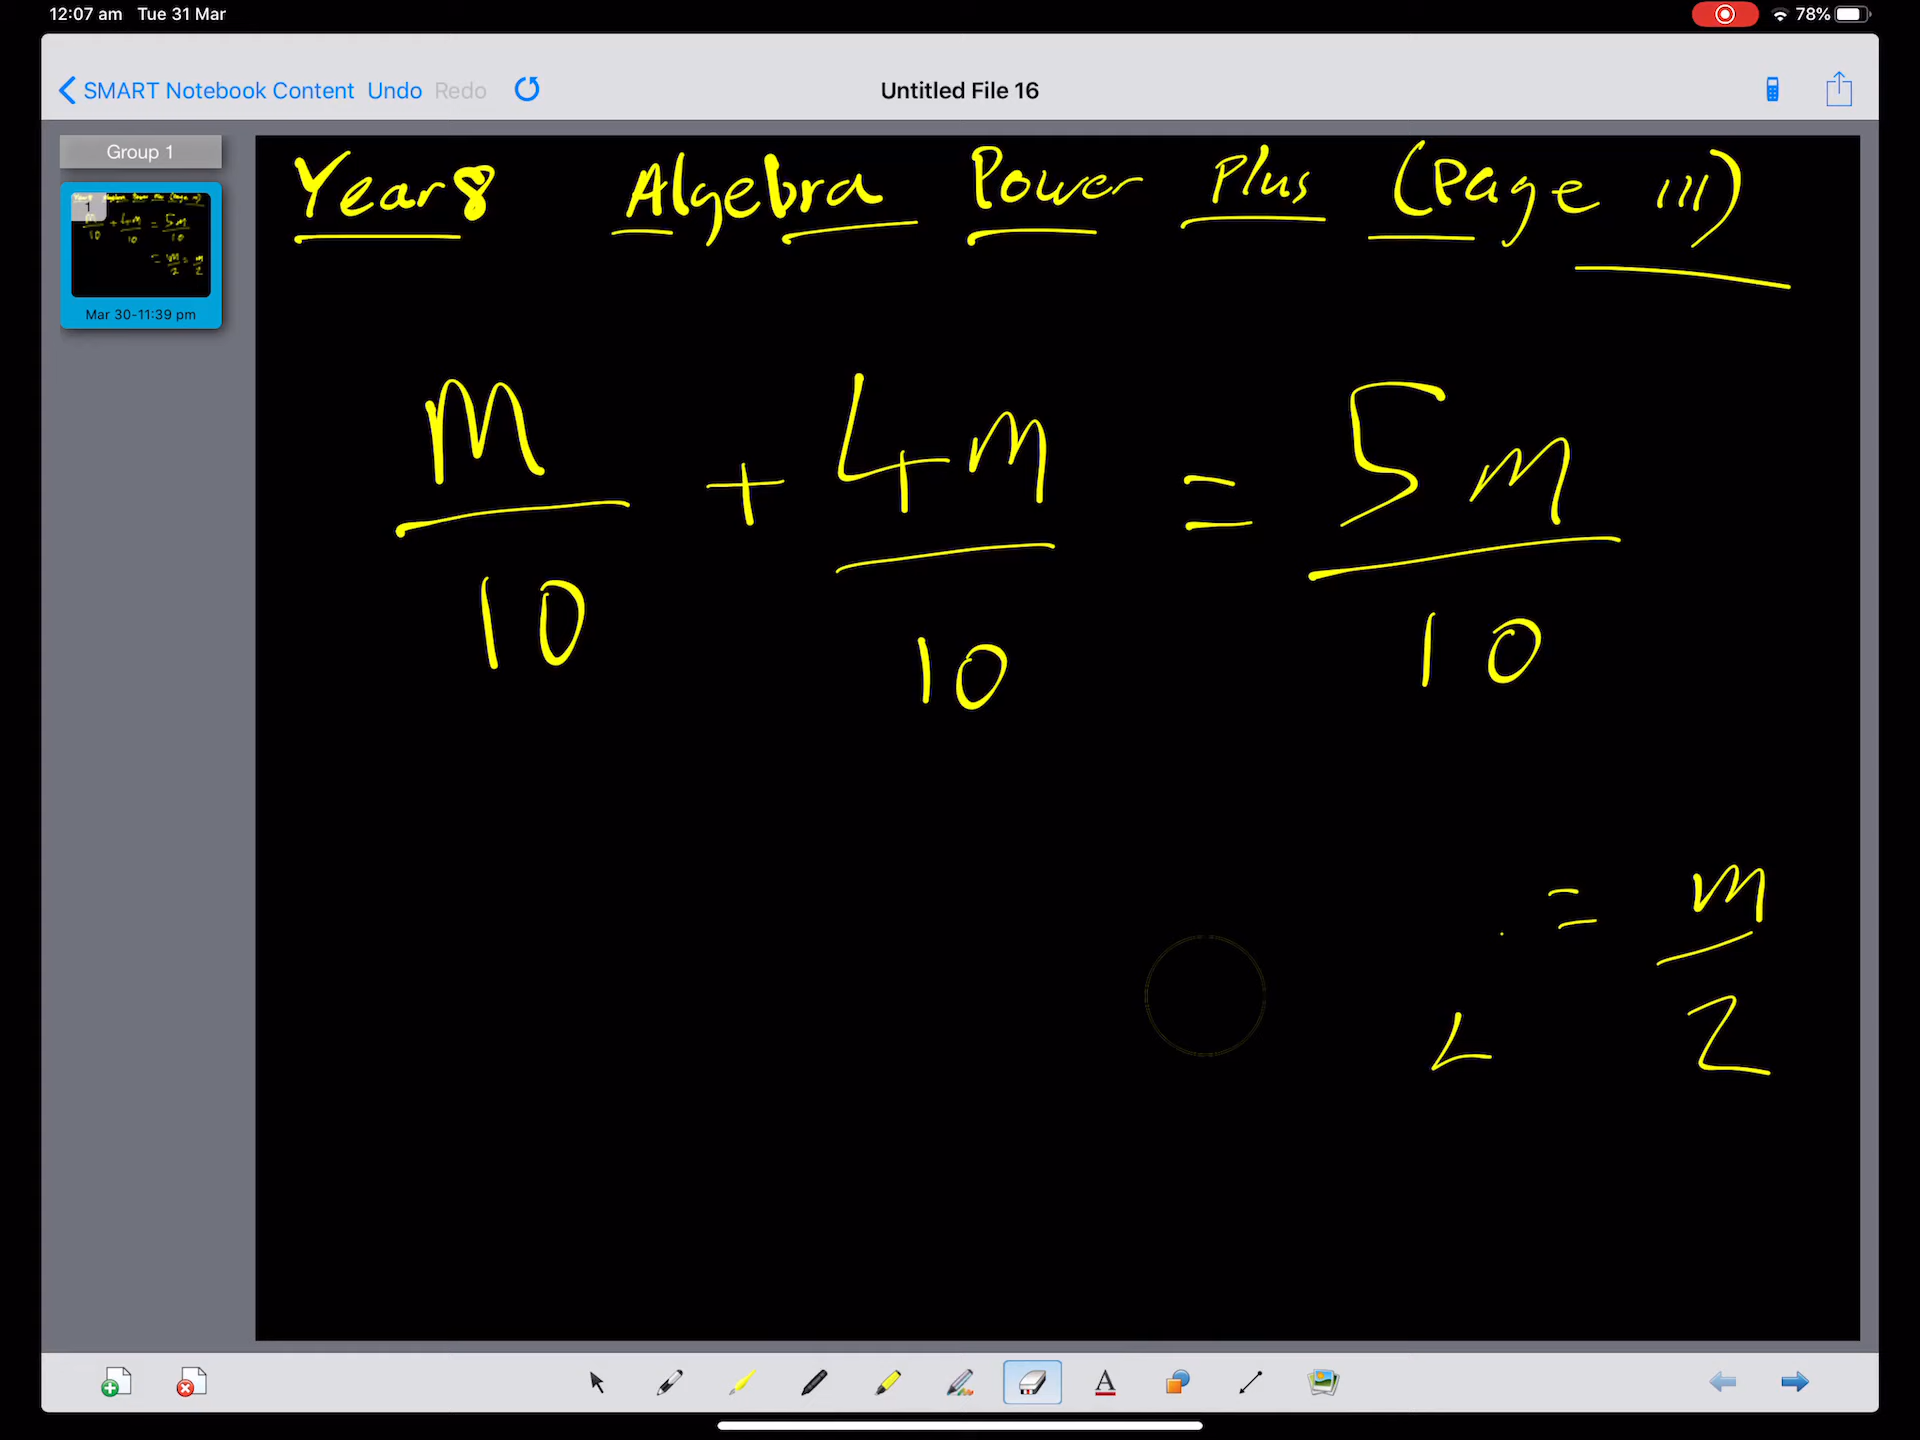 12:07 am Tue 31 Mar 78%
SMART Notebook Content Undo Redo Untitled File 16
Group 1
1
Mar 30-11:39 pm
Year 8 Algebra Power Plus (Page 111)
m/10 + 4m/10 = 5m/10
= m/2
A